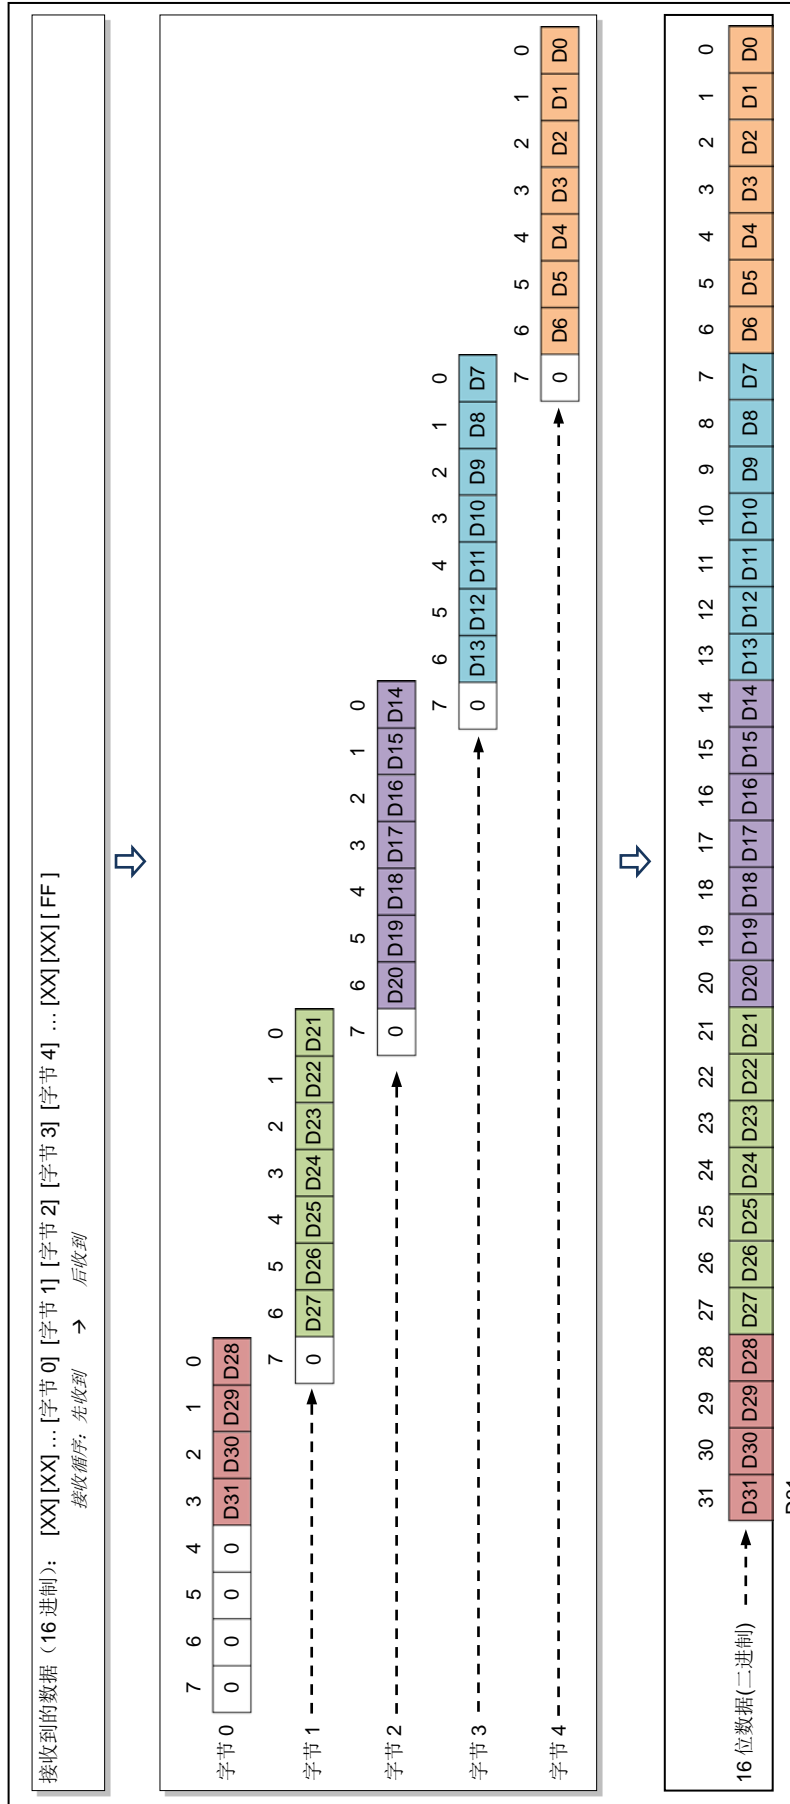 接收到的数据（16 进制）： [XX] [XX] ... [字节 0] [字节 1] [字节 2] [字节 3] [字节 4] ... [XX] [XX] [ FF ]
接收循序：先收到 → 后收到
7 6 5 4 3 2 1 0
字节 0 0 0 0 0 D31 D30 D29 D28
7 6 5 4 3 2 1 0
字节 1 0 D27 D26 D25 D24 D23 D22 D21
7 6 5 4 3 2 1 0
字节 2 0 D20 D19 D18 D17 D16 D15 D14
7 6 5 4 3 2 1 0
字节 3 0 D13 D12 D11 D10 D9 D8 D7
7 6 5 4 3 2 1 0
字节 4 0 D6 D5 D4 D3 D2 D1 D0
31 30 29 28 27 26 25 24 23 22 21 20 19 18 17 16 15 14 13 12 11 10 9 8 7 6 5 4 3 2 1 0
16 位数据(二进制) D31 D30 D29 D28 D27 D26 D25 D24 D23 D22 D21 D20 D19 D18 D17 D16 D15 D14 D13 D12 D11 D10 D9 D8 D7 D6 D5 D4 D3 D2 D1 D0